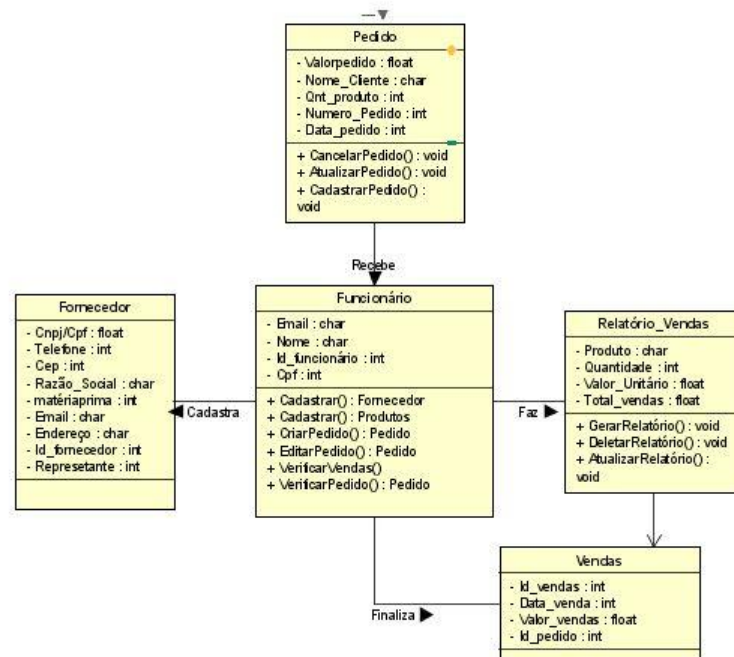 Pedido
- Valorpedido : float
- Nome_Cliente : char
- Qnt_produto : int
- Numero_Pedido : int
- Data_pedido : int
+ CancelarPedido() : void
+ AtualizarPedido() : void
+ CadastrarPedido() :
void
Recebe
Fornecedor
- Cnpj/Cpf : float
- Telefone : int
- Cep : int
- Razão_Social : char
- matériaprima : int
- Email : char
- Endereço : char
- Id_fornecedor : int
- Represetante : int
Cadastra
Funcionário
- Email : char
- Nome : char
- Id_funcionário : int
- Cpf : int
+ Cadastrar() : Fornecedor
+ Cadastrar() : Produtos
+ CriarPedido() : Pedido
+ EditarPedido() : Pedido
+ VerificarVendas()
+ VerificarPedido() : Pedido
Faz
Relatório_Vendas
- Produto : char
- Quantidade : int
- Valor_Unitário : float
- Total_vendas : float
+ GerarRelatório() : void
+ DeletarRelatório() : void
+ AtualizarRelatório() :
void
Finaliza
Vendas
- Id_vendas : int
- Data_venda : int
- Valor_vendas : float
- Id_pedido : int